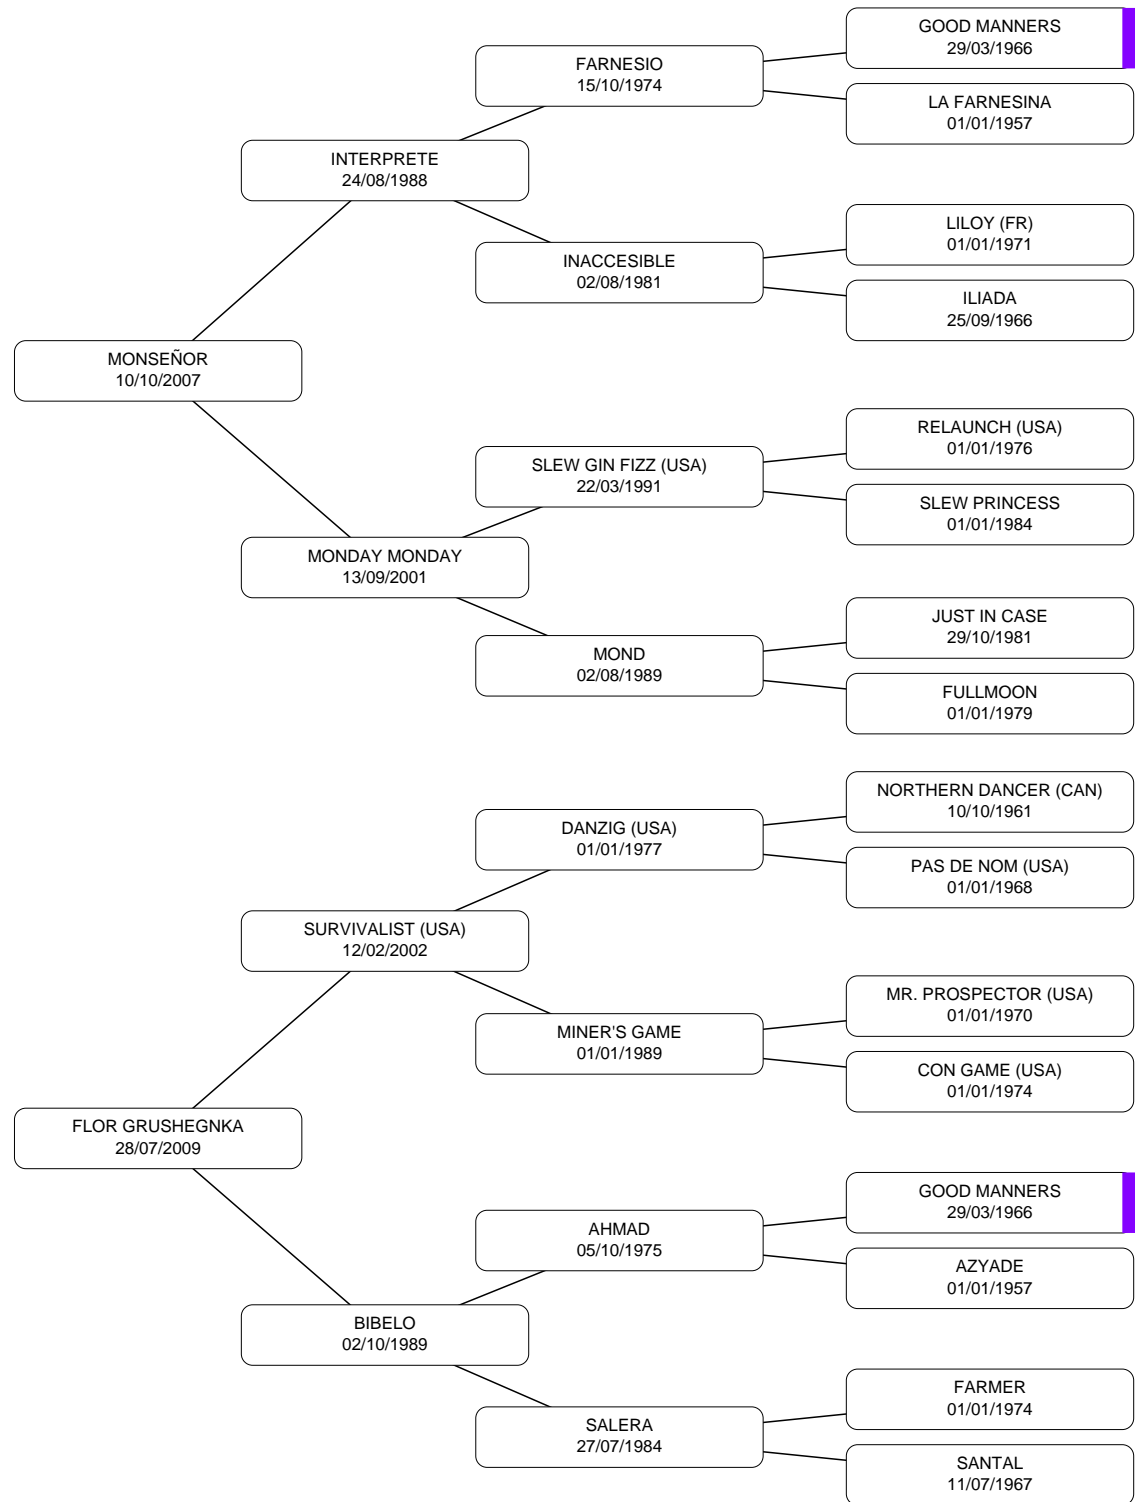 GOOD MANNERS
29/03/1966
FARNESIO
15/10/1974
LA FARNESINA
01/01/1957
INTERPRETE
24/08/1988
LILOY (FR)
01/01/1971
INACCESIBLE
02/08/1981
ILIADA
25/09/1966
MONSEÑOR
10/10/2007
RELAUNCH (USA)
01/01/1976
SLEW GIN FIZZ (USA)
22/03/1991
SLEW PRINCESS
01/01/1984
MONDAY MONDAY
13/09/2001
JUST IN CASE
29/10/1981
MOND
02/08/1989
FULLMOON
01/01/1979
NORTHERN DANCER (CAN)
10/10/1961
DANZIG (USA)
01/01/1977
PAS DE NOM (USA)
01/01/1968
SURVIVALIST (USA)
12/02/2002
MR. PROSPECTOR (USA)
01/01/1970
MINER'S GAME
01/01/1989
CON GAME (USA)
01/01/1974
FLOR GRUSHEGNKA
28/07/2009
GOOD MANNERS
29/03/1966
AHMAD
05/10/1975
AZYADE
01/01/1957
BIBELO
02/10/1989
FARMER
01/01/1974
SALERA
27/07/1984
SANTAL
11/07/1967